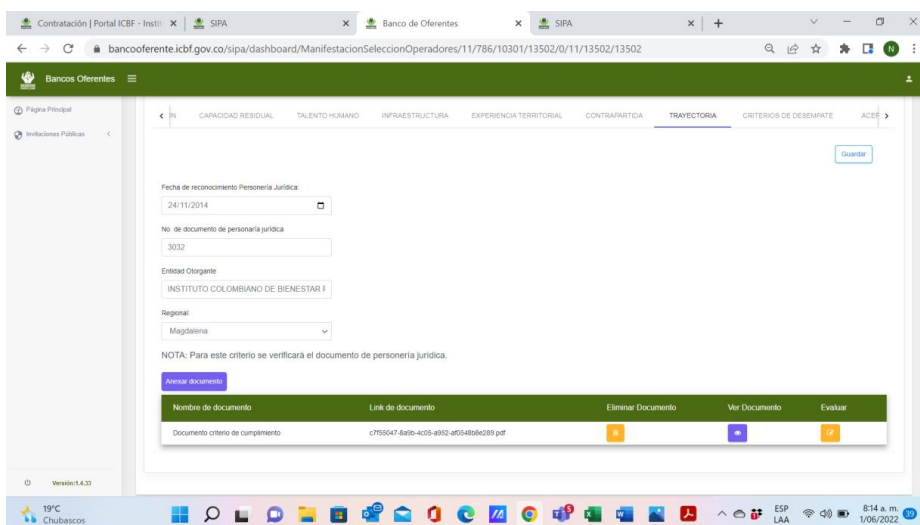 Contratación | Portal ICBF - Instit
SIPA
Banco de Oferentes
SIPA
bancooferente.icbf.gov.co/sipa/dashboard/ManifestacionSeleccionOperadores/11/786/10301/13502/0/11/13502/13502
N
Bancos Oferentes
Página Principal
Invitaciones Públicas
CAPACIDAD RESIDUAL TALENTO HUMANO INFRAESTRUCTURA EXPERIENCIA TERRITORIAL CONTRAPARTIDA TRAYECTORIA CRITERIOS DE DESEMPATE ACEP
Guardar
Fecha de reconocimiento Personería Jurídica:
24/11/2014
No. de documento de personaría jurídica
3032
Entidad Otorgante
INSTITUTO COLOMBIANO DE BIENESTAR F
Regional
Magdalena
NOTA: Para este criterio se verificará el documento de personería jurídica.
Anexar documento
Nombre de documento Link de documento Eliminar Documento Ver Documento Evaluar
Documento criterio de cumplimiento c7f55047-8a9b-4c05-a952-af0548b8e289.pdf
Versión:1.4.33
19°C
Chubascos
ESP
LAA
8:14 a. m.
1/06/2022
39